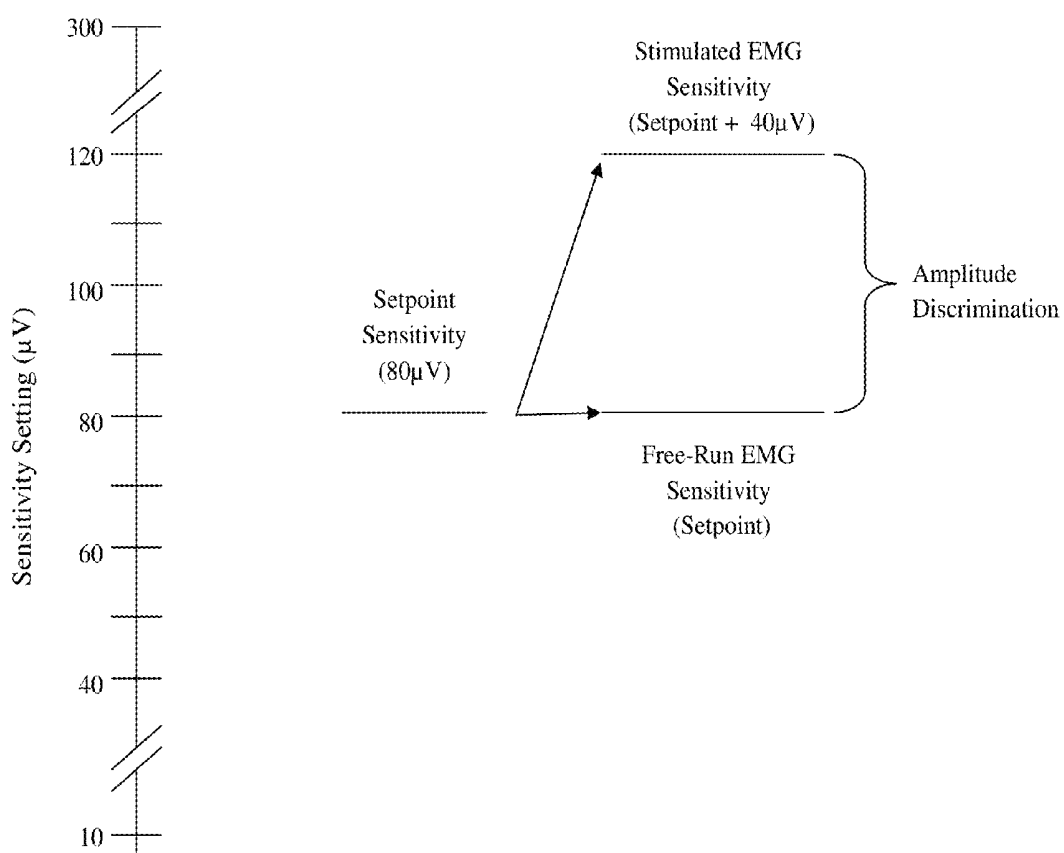 300
Stimulated EMG
Sensitivity
(Setpoint + 40µV)
120
100
Setpoint
Sensitivity
(80µV)
Amplitude
Discrimination
80
Free-Run EMG
Sensitivity
(Setpoint)
60
40
10
Sensitivity Setting (µV)